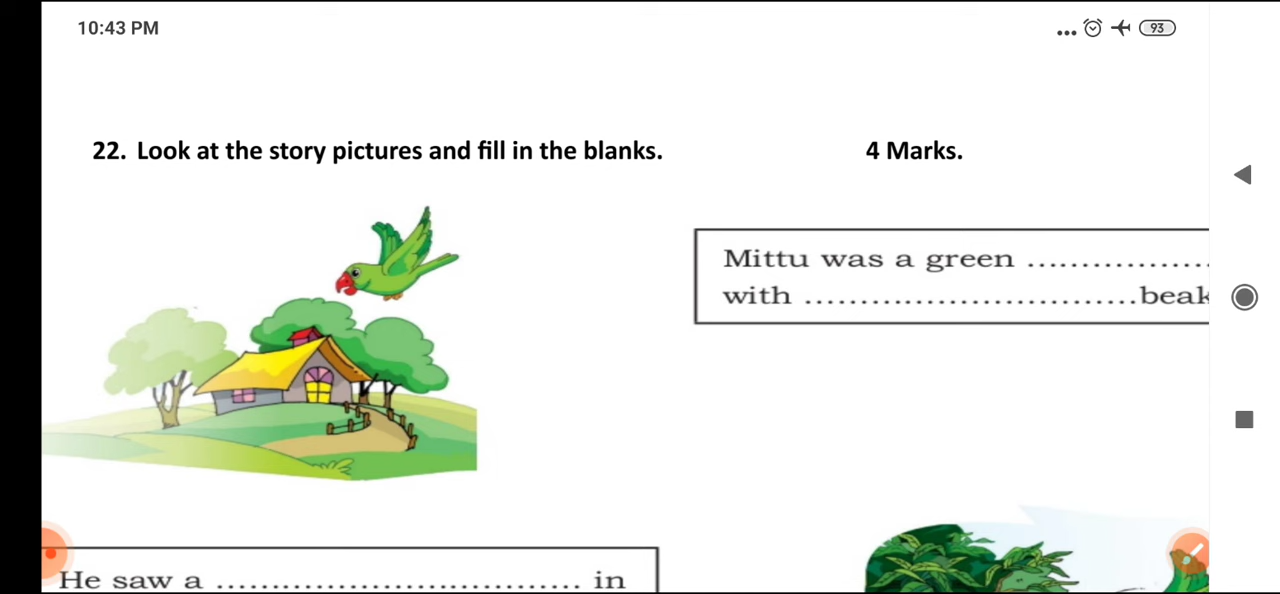 10:43 PM
93
22. Look at the story pictures and fill in the blanks. 4 Marks.
Mittu was a green ................
with ..............................beak
He saw a ................................. in